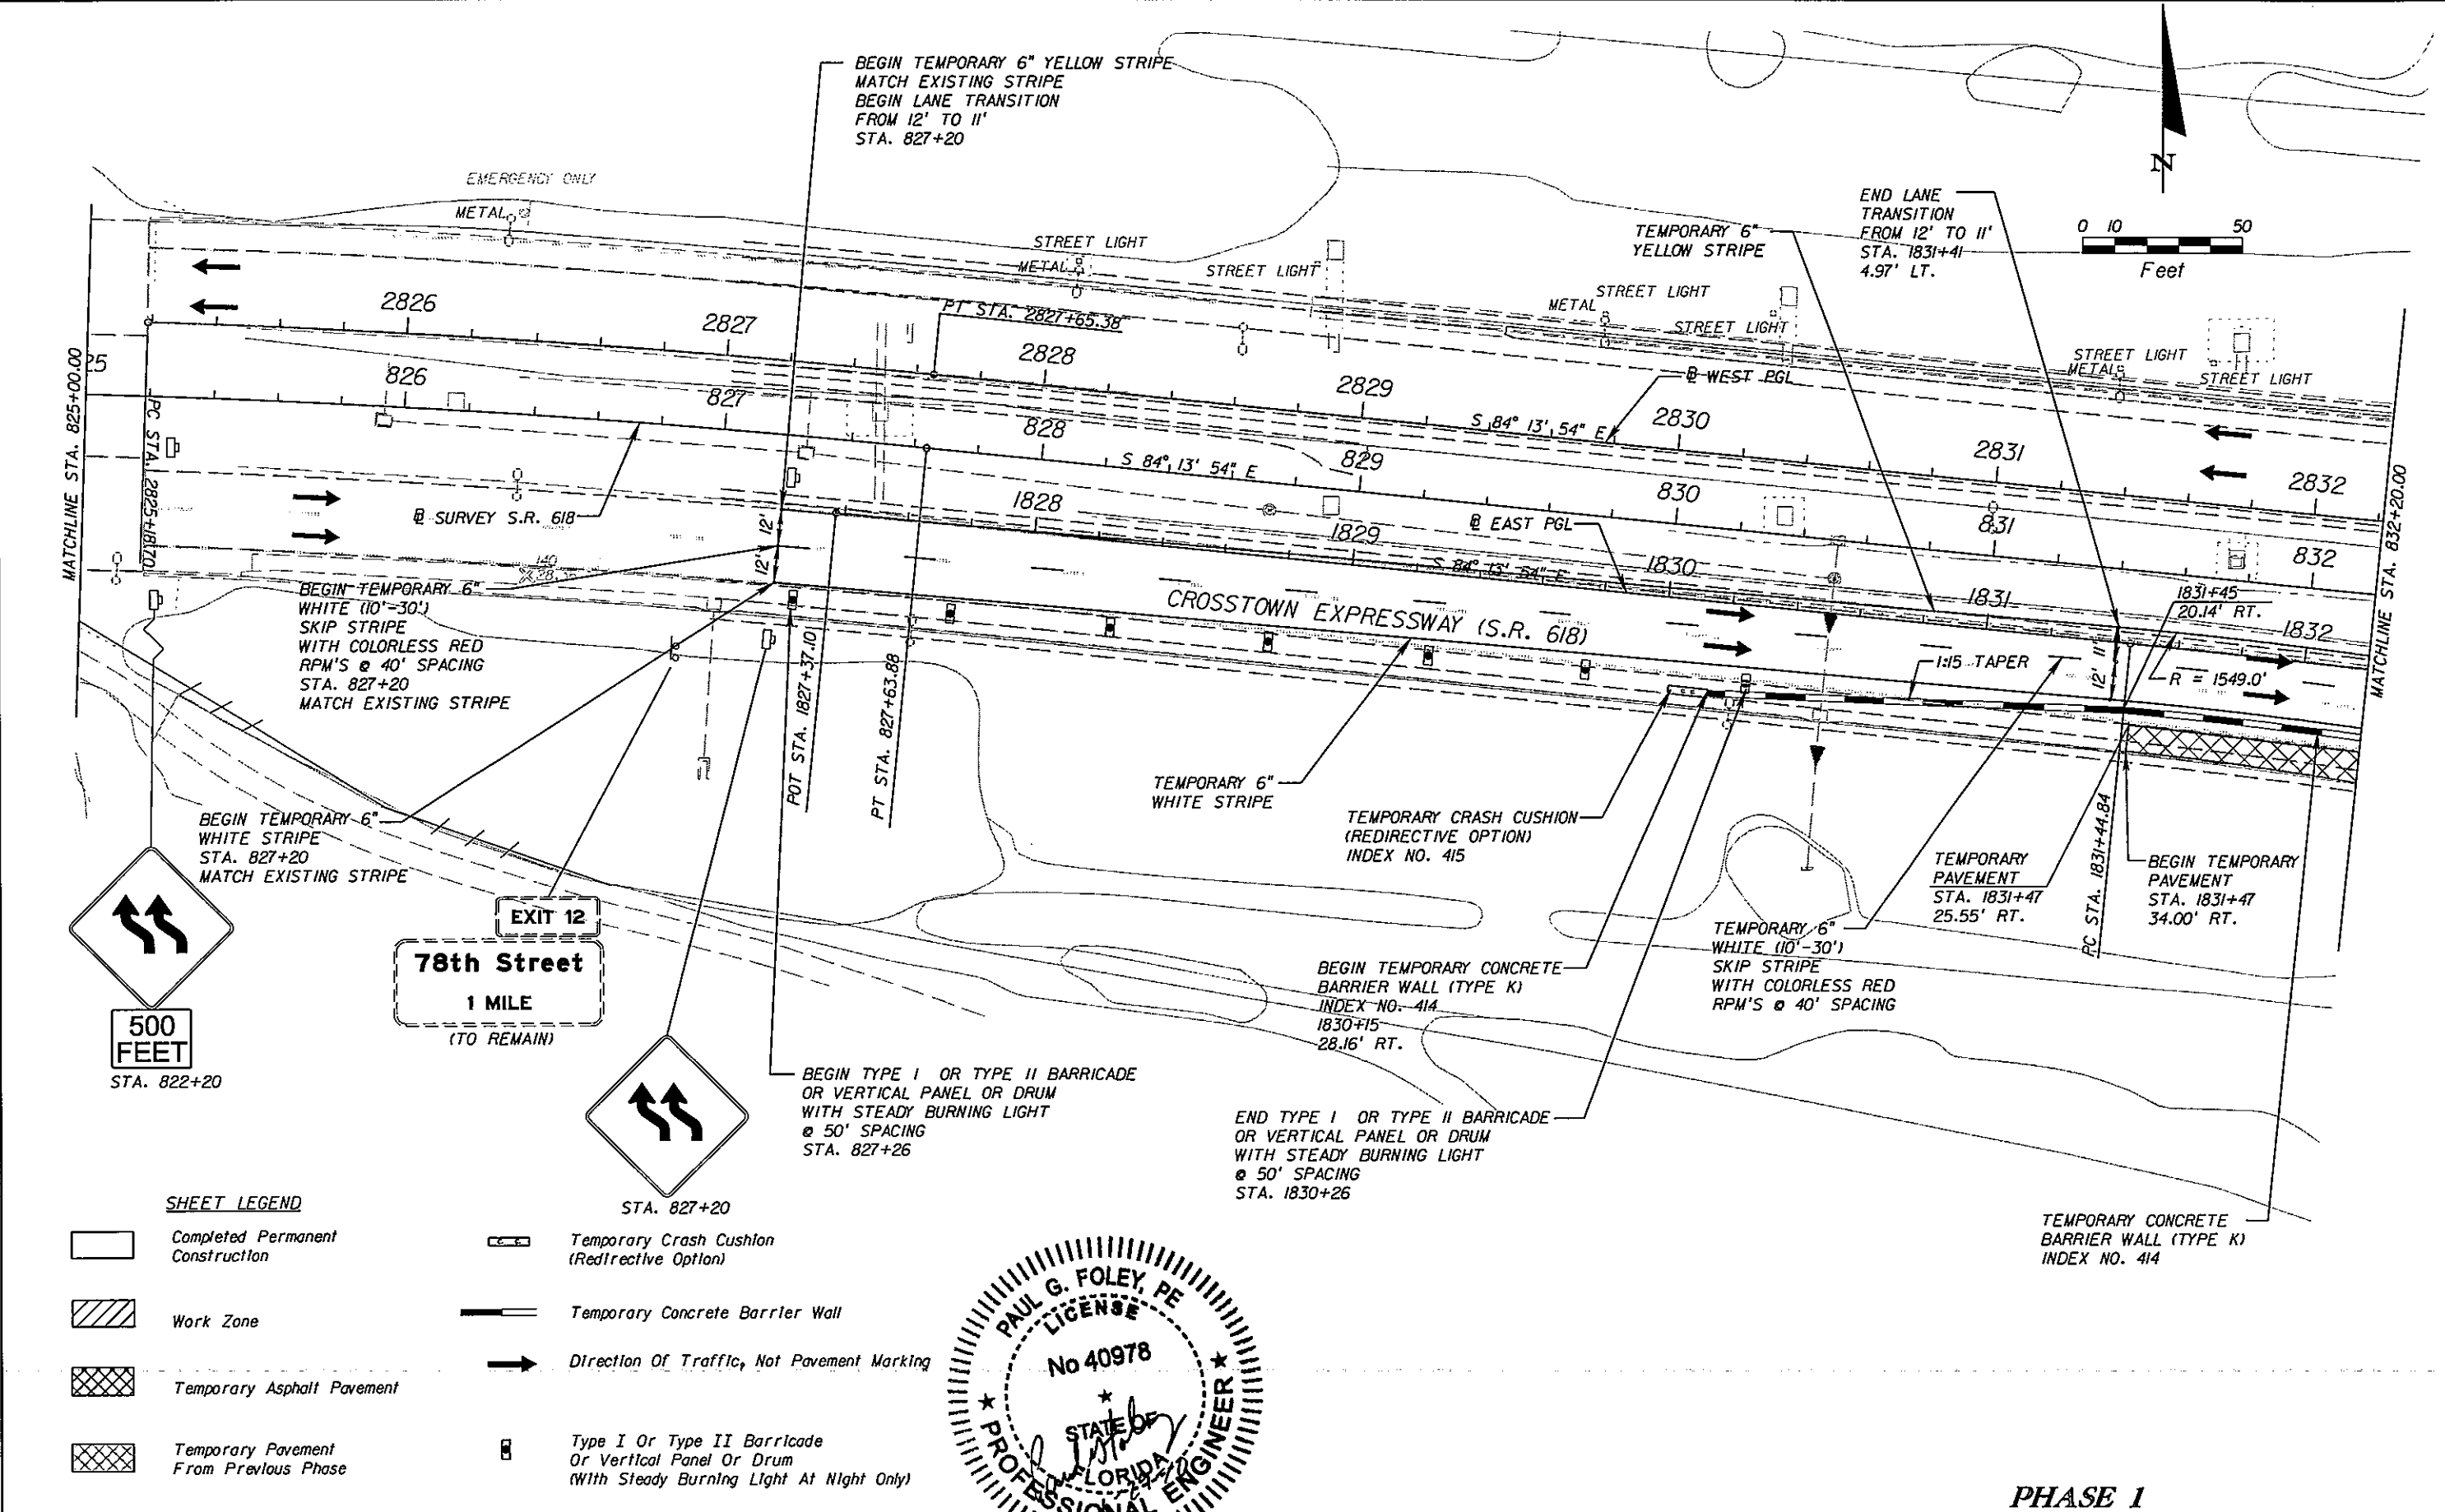 BEGIN TEMPORARY 6" YELLOW STRIPE
MATCH EXISTING STRIPE
BEGIN LANE TRANSITION
FROM 12' TO 11'
STA. 827+20
N
0 10 50
Feet
EMERGENCY ONLY
METAL
STREET LIGHT
METAL
STREET LIGHT
TEMPORARY 6"
YELLOW STRIPE
END LANE
TRANSITION
FROM 12' TO 11'
STA. 1831+41
4.97' LT.
METAL
STREET LIGHT
STREET LIGHT
STREET LIGHT
METAL
STREET LIGHT
2826
2827
PT STA. 2827+65.38
2828
2829
S 84° 13' 54" E
2830
℄ WEST PGL
2831
2832
MATCHLINE STA. 825+00.00
25
826
827
828
S 84° 13' 54" E
829
830
831
832
MATCHLINE STA. 832+20.00
PC STA. 2825+18.70
℄ SURVEY S.R. 618
12'
12'
1828
1829
℄ EAST PGL
S 84° 13' 54" E
1830
1831
1832
1831+45
20.14' RT.
140
CROSSTOWN EXPRESSWAY (S.R. 618)
1:15 TAPER
11'
12'
R = 1549.0'
BEGIN TEMPORARY 6"
WHITE (10'-30')
SKIP STRIPE
WITH COLORLESS RED
RPM'S @ 40' SPACING
STA. 827+20
MATCH EXISTING STRIPE
POT STA. 1827+37.10
PT STA. 827+63.88
BEGIN TEMPORARY 6"
WHITE STRIPE
STA. 827+20
MATCH EXISTING STRIPE
TEMPORARY 6"
WHITE STRIPE
TEMPORARY CRASH CUSHION
(REDIRECTIVE OPTION)
INDEX NO. 415
TEMPORARY
PAVEMENT
STA. 1831+47
25.55' RT.
PC STA. 1831+44.84
BEGIN TEMPORARY
PAVEMENT
STA. 1831+47
34.00' RT.
500
FEET
STA. 822+20
EXIT 12
78th Street
1 MILE
(TO REMAIN)
STA. 827+20
BEGIN TYPE I OR TYPE II BARRICADE
OR VERTICAL PANEL OR DRUM
WITH STEADY BURNING LIGHT
@ 50' SPACING
STA. 827+26
BEGIN TEMPORARY CONCRETE
BARRIER WALL (TYPE K)
INDEX NO. 414
1830+15
28.16' RT.
TEMPORARY 6"
WHITE (10'-30')
SKIP STRIPE
WITH COLORLESS RED
RPM'S @ 40' SPACING
END TYPE I OR TYPE II BARRICADE
OR VERTICAL PANEL OR DRUM
WITH STEADY BURNING LIGHT
@ 50' SPACING
STA. 1830+26
TEMPORARY CONCRETE
BARRIER WALL (TYPE K)
INDEX NO. 414
SHEET LEGEND
Completed Permanent
Construction
Work Zone
Temporary Asphalt Pavement
Temporary Pavement
From Previous Phase
Temporary Crash Cushion
(Redirective Option)
Temporary Concrete Barrier Wall
Direction Of Traffic, Not Pavement Marking
Type I Or Type II Barricade
Or Vertical Panel Or Drum
(With Steady Burning Light At Night Only)
PAUL G. FOLEY, PE
LICENSE
No 40978
STATE OF
FLORIDA
PROFESSIONAL ENGINEER
PHASE 1